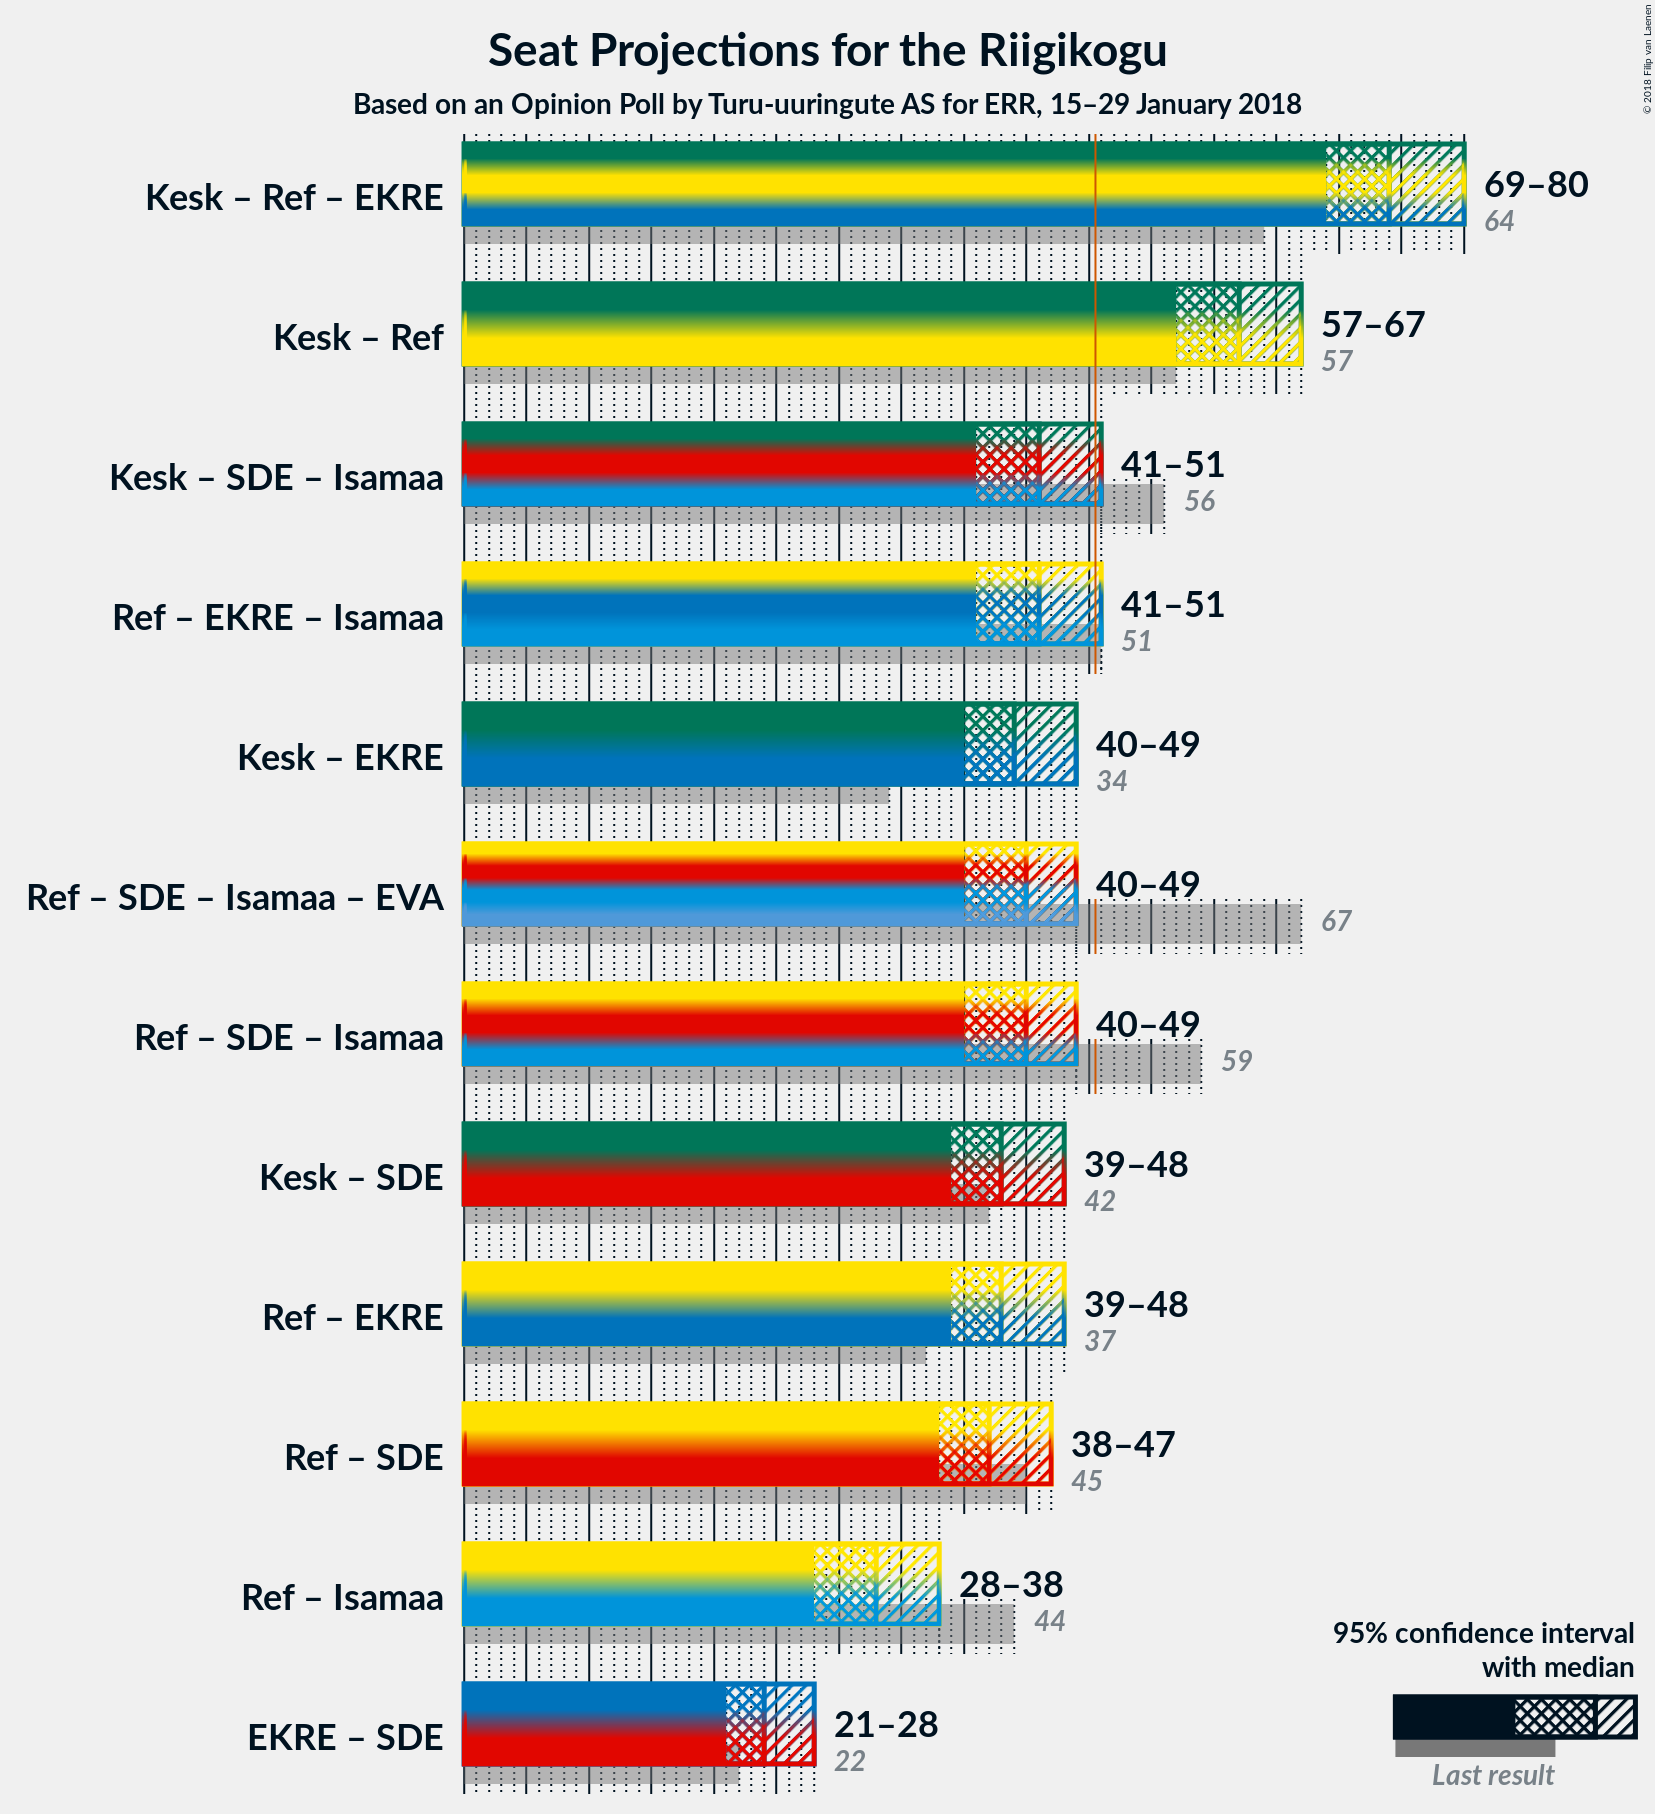 Seat Projections for the Riigikogu
Based on an Opinion Poll by Turu-uuringute AS for ERR, 15–29 January 2018
© 2018 Filip van Laenen
Kesk – Ref – EKRE
69–80
64
Kesk – Ref
57–67
57
Kesk – SDE – Isamaa
41–51
56
Ref – EKRE – Isamaa
41–51
51
Kesk – EKRE
40–49
34
Ref – SDE – Isamaa – EVA
40–49
67
Ref – SDE – Isamaa
40–49
59
Kesk – SDE
39–48
42
Ref – EKRE
39–48
37
Ref – SDE
38–47
45
Ref – Isamaa
28–38
44
EKRE – SDE
21–28
22
95% confidence interval
with median
Last result